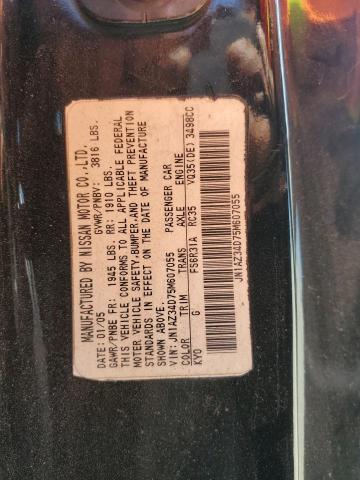 MANUFACTURED BY NISSAN MOTOR CO.,LTD.
DATE: 01/05 GVWR/PNBV: 3816 LBS.
GAWR/PNBE FR: 1945 LBS. RR: 1910 LBS.
THIS VEHICLE CONFORMS TO ALL APPLICABLE FEDERAL
MOTOR VEHICLE SAFETY,BUMPER,AND THEFT PREVENTION
STANDARDS IN EFFECT ON THE DATE OF MANUFACTURE
SHOWN ABOVE.
VIN: JN1AZ34D75M607055 PASSENGER CAR
COLOR TRIM TRANS AXLE ENGINE
KY0 G FS6R31A RC35 VQ35(DE) 3498CC
JN1AZ34D75M607055